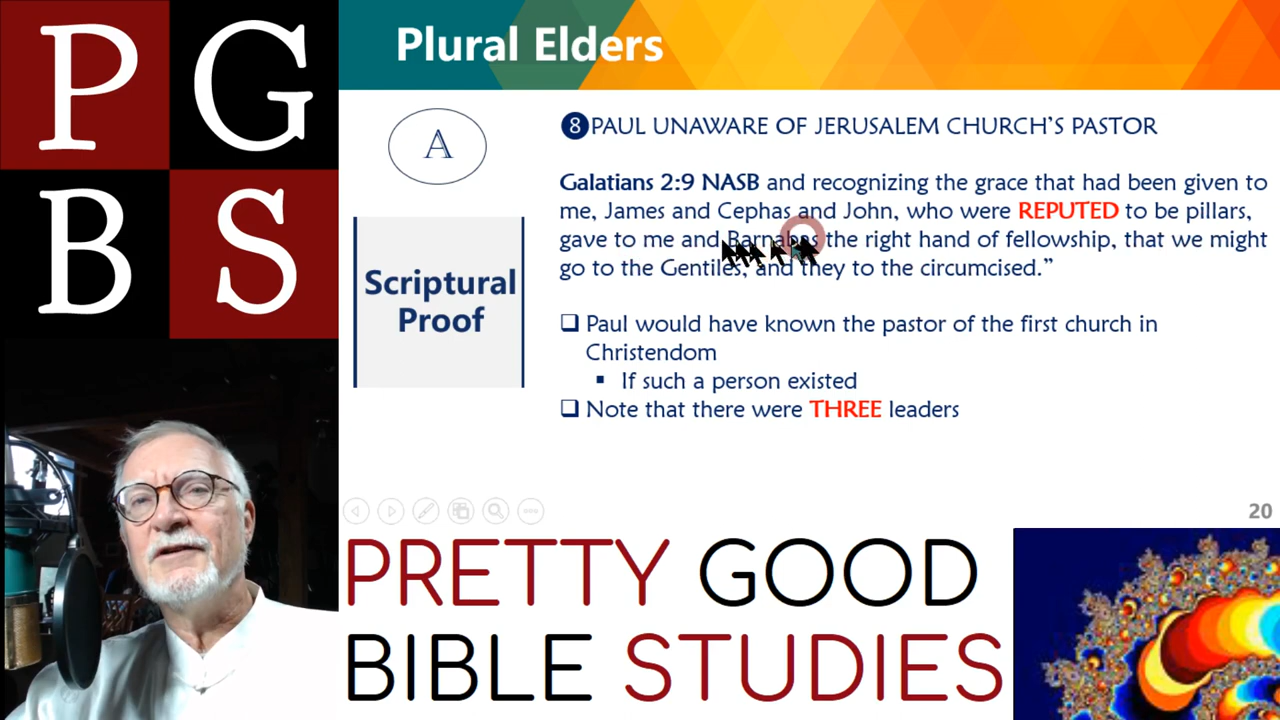 P G
B S
Plural Elders
A
Scriptural
Proof
8 PAUL UNAWARE OF JERUSALEM CHURCH'S PASTOR
Galatians 2:9 NASB and recognizing the grace that had been given to
me, James and Cephas and John, who were REPUTED to be pillars,
gave to me and Barnabas the right hand of fellowship, that we might
go to the Gentiles, and they to the circumcised.”
Paul would have known the pastor of the first church in
Christendom
If such a person existed
Note that there were THREE leaders
20
PRETTY GOOD
BIBLE STUDIES